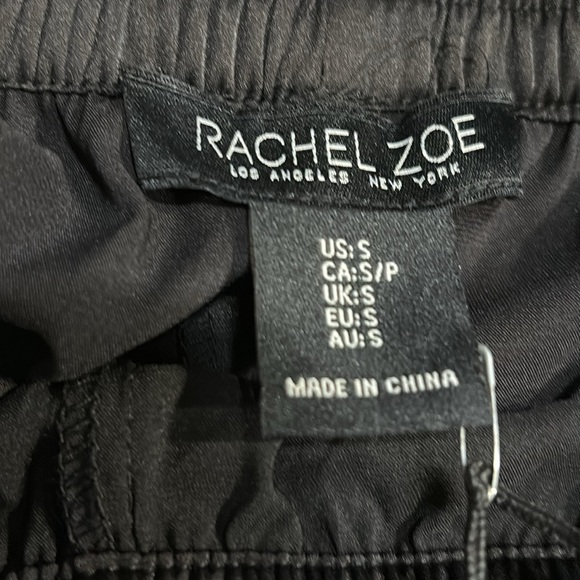 RACHEL ZOE
LOS ANGELES NEW YORK
US: S
CA: S/P
UK: S
EU: S
AU: S
MADE IN CHINA